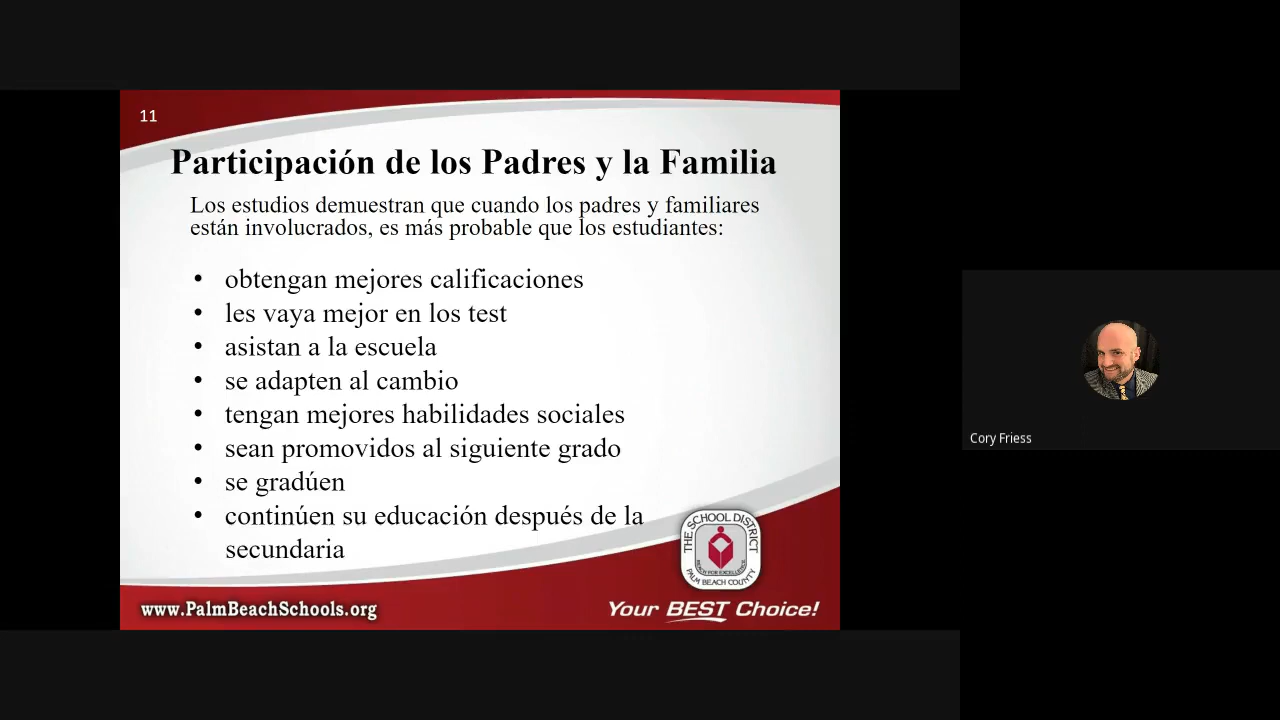 11
Participación de los Padres y la Familia
Los estudios demuestran que cuando los padres y familiares
están involucrados, es más probable que los estudiantes:
• obtengan mejores calificaciones
• les vaya mejor en los test
• asistan a la escuela
• se adapten al cambio
• tengan mejores habilidades sociales
• sean promovidos al siguiente grado
• se gradúen
• continúen su educación después de la
secundaria
THE SCHOOL DISTRICT
PALM BEACH COUNTY
www.PalmBeachSchools.org
Your BEST Choice!
Cory Friess